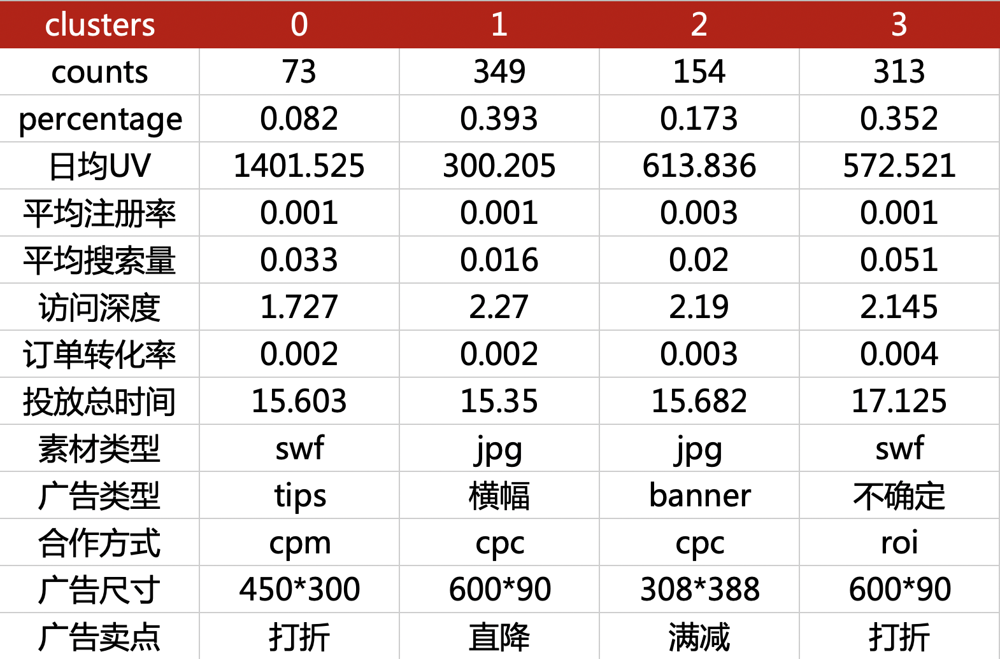 clusters 0 1 2 3
counts 73 349 154 313
percentage 0.082 0.393 0.173 0.352
日均UV 1401.525 300.205 613.836 572.521
平均注册率 0.001 0.001 0.003 0.001
平均搜索量 0.033 0.016 0.02 0.051
访问深度 1.727 2.27 2.19 2.145
订单转化率 0.002 0.002 0.003 0.004
投放总时间 15.603 15.35 15.682 17.125
素材类型 swf jpg jpg swf
广告类型 tips 横幅 banner 不确定
合作方式 cpm cpc cpc roi
广告尺寸 450*300 600*90 308*388 600*90
广告卖点 打折 直降 满减 打折